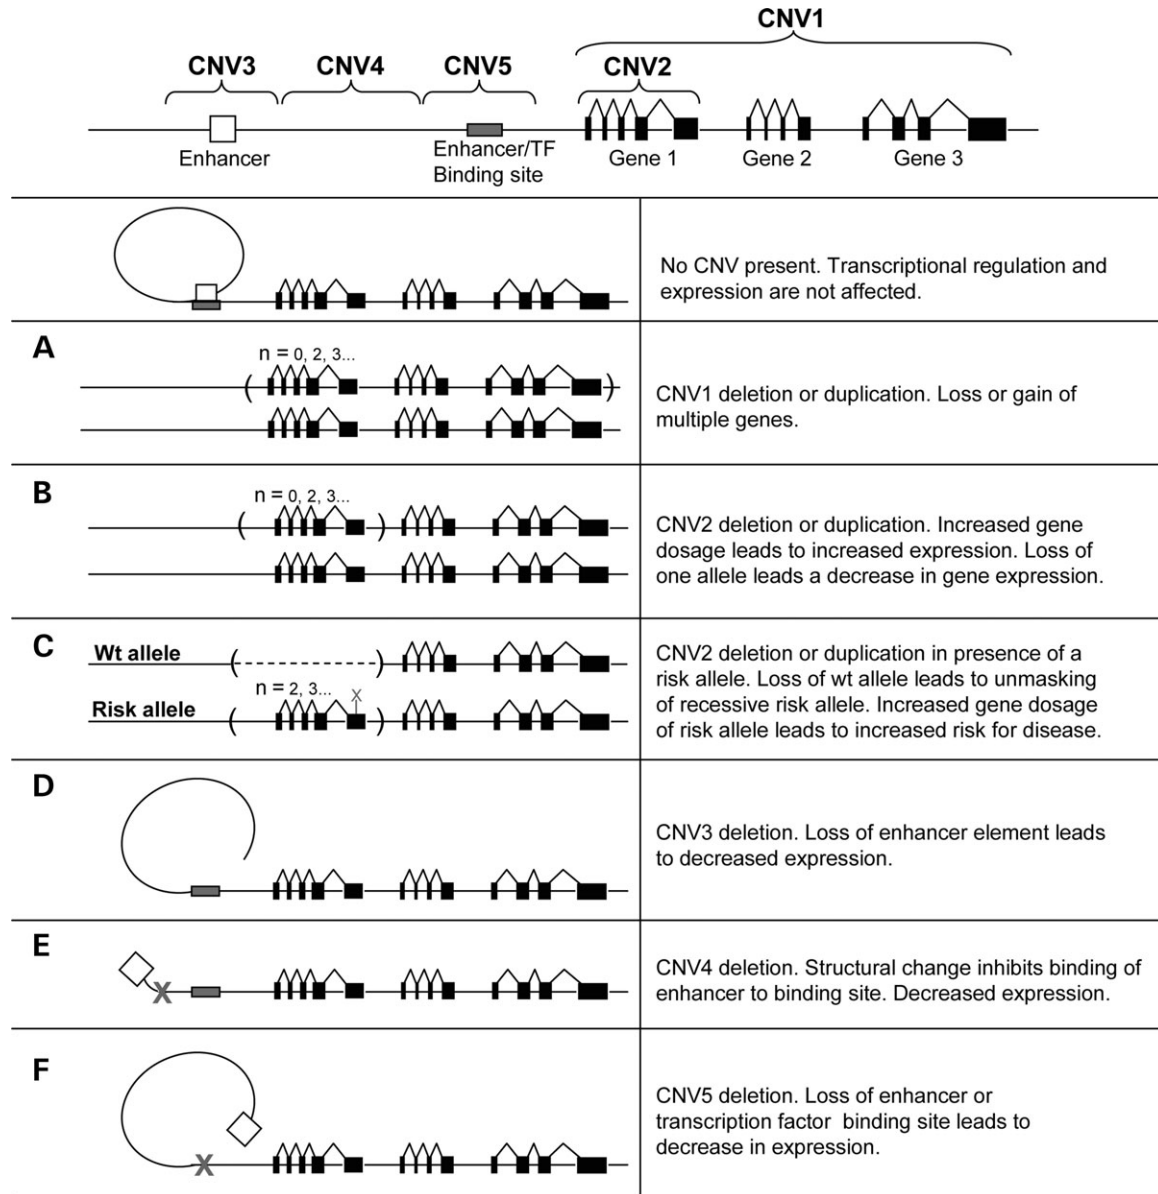 CNV1
CNV3 CNV4 CNV5 CNV2
Enhancer
Enhancer/TF
Binding site
Gene 1 Gene 2 Gene 3
No CNV present. Transcriptional regulation and
expression are not affected.
A
n = 0, 2, 3...
( )
CNV1 deletion or duplication. Loss or gain of
multiple genes.
B
n = 0, 2, 3...
( )
CNV2 deletion or duplication. Increased gene
dosage leads to increased expression. Loss of
one allele leads a decrease in gene expression.
C
Wt allele ( )
n = 2, 3... X
Risk allele ( )
CNV2 deletion or duplication in presence of a
risk allele. Loss of wt allele leads to unmasking
of recessive risk allele. Increased gene dosage
of risk allele leads to increased risk for disease.
D
CNV3 deletion. Loss of enhancer element leads
to decreased expression.
E
X
CNV4 deletion. Structural change inhibits binding of
enhancer to binding site. Decreased expression.
F
X
CNV5 deletion. Loss of enhancer or
transcription factor binding site leads to
decrease in expression.